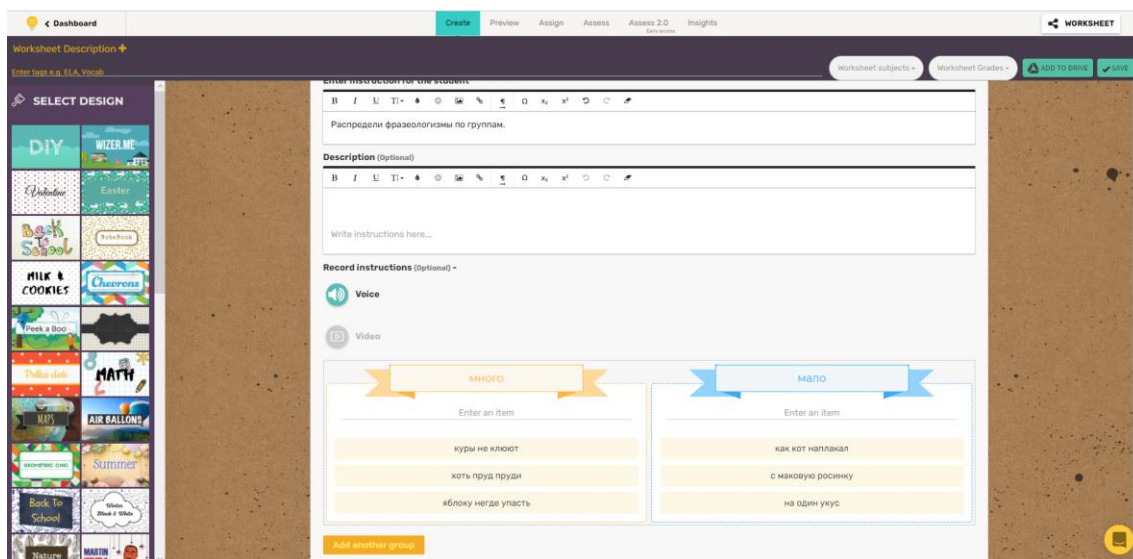 < Dashboard
Create Preview Assign Assess Assess 2.0 Insights
WORKSHEET
Worksheet Description +
Enter tags e.g. ELA, Vocab
Worksheet subjects
Worksheet Grades
ADD TO DRIVE
SAVE
SELECT DESIGN
DIY
WIZER.ME
Valentine
Easter
Back to School
NoteBook
MILK & COOKIES
Chevrons
Peek a Boo
Polka dots
MATH
MAPS
AIR BALLONS
GEOMETRIC CHIC
Summer
Back To School
Winter Black & White
Nature
MARTIN
Enter instruction for the student
B I U
Распредели фразеологизмы по группам.
Description (Optional)
B I U
Write instructions here...
Record instructions (Optional) -
Voice
Video
много
Enter an item
куры не клюют
хоть пруд пруди
яблоку негде упасть
мало
Enter an item
как кот наплакал
с маковую росинку
на один укус
Add another group